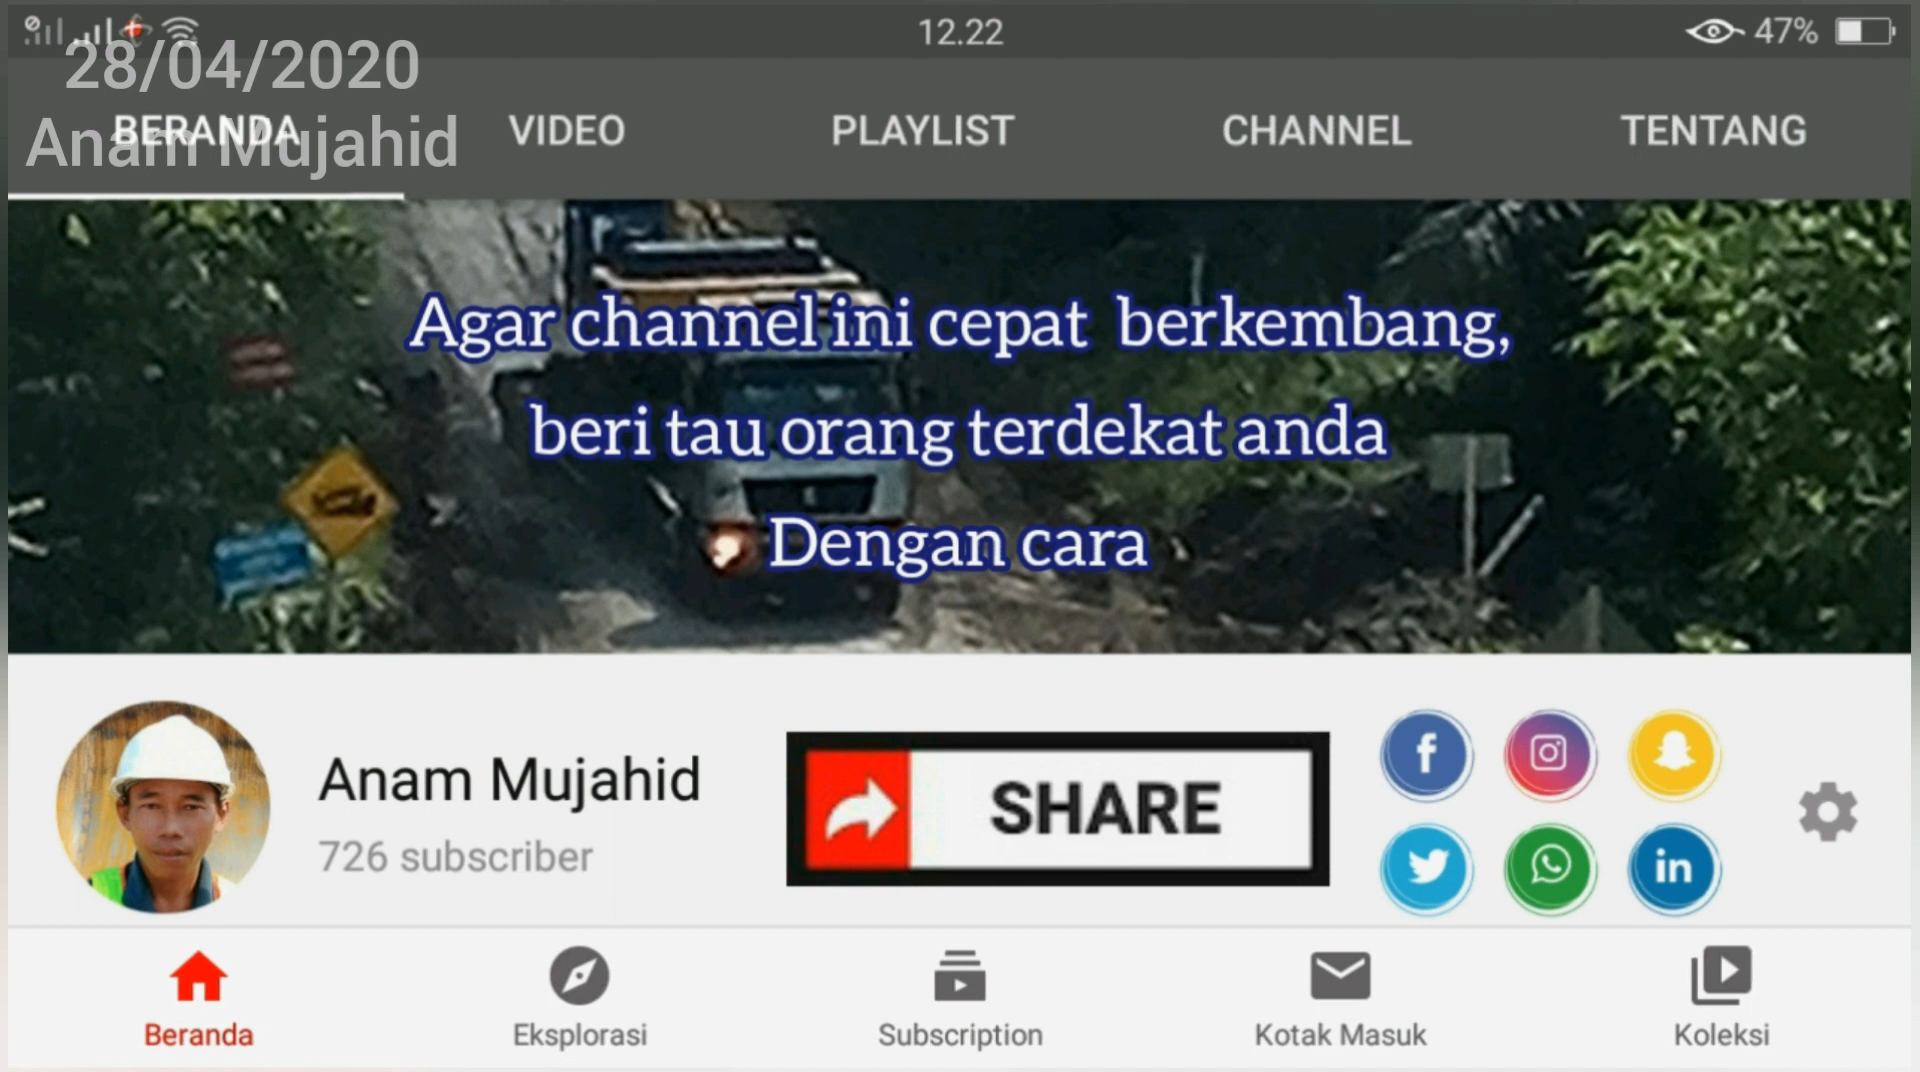 12.22
47%
28/04/2020
Anam Mujahid
BERANDA
VIDEO
PLAYLIST
CHANNEL
TENTANG
Agar channel ini cepat berkembang,
beri tau orang terdekat anda
Dengan cara
Anam Mujahid
726 subscriber
SHARE
f
in
Beranda
Eksplorasi
Subscription
Kotak Masuk
Koleksi